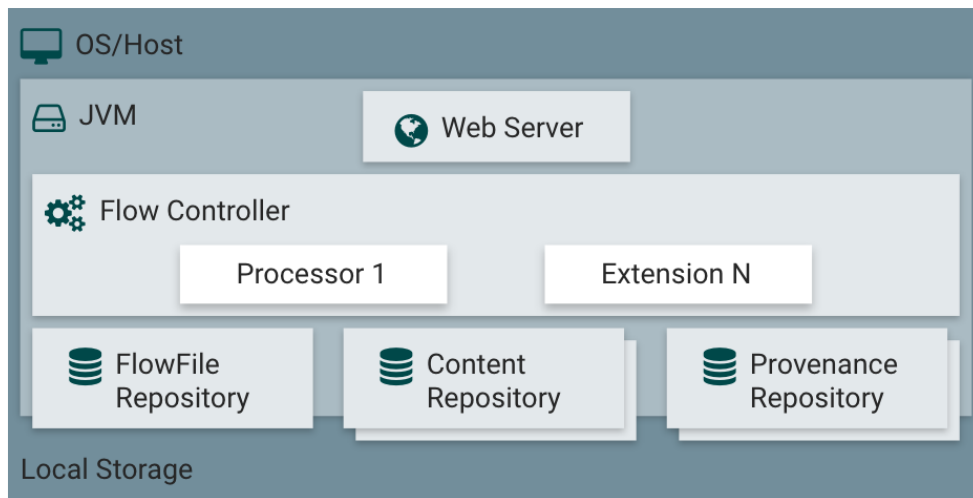 OS/Host
JVM
Web Server
Flow Controller
Processor 1
Extension N
FlowFile
Repository
Content
Repository
Provenance
Repository
Local Storage